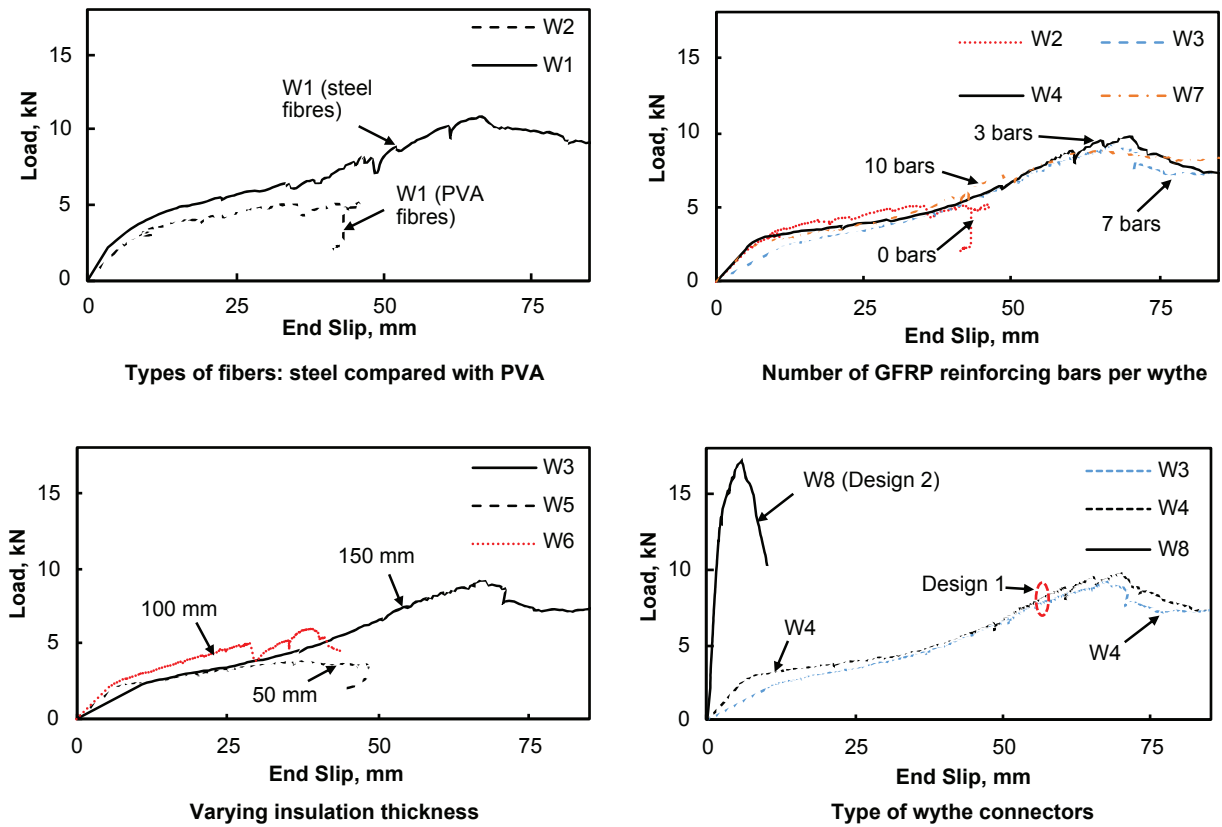 15
10
5
0
Load, kN
W2
W1
W1 (steel
fibres)
W1 (PVA
fibres)
0
25
50
75
End Slip, mm
Types of fibers: steel compared with PVA
15
10
5
0
Load, kN
W2
W3
W4
W7
3 bars
10 bars
0 bars
7 bars
0
25
50
75
End Slip, mm
Number of GFRP reinforcing bars per wythe
15
10
5
0
Load, kN
W3
W5
W6
150 mm
100 mm
50 mm
0
25
50
75
End Slip, mm
Varying insulation thickness
15
10
5
0
Load, kN
W3
W4
W8
W8 (Design 2)
Design 1
W4
W4
0
25
50
75
End Slip, mm
Type of wythe connectors